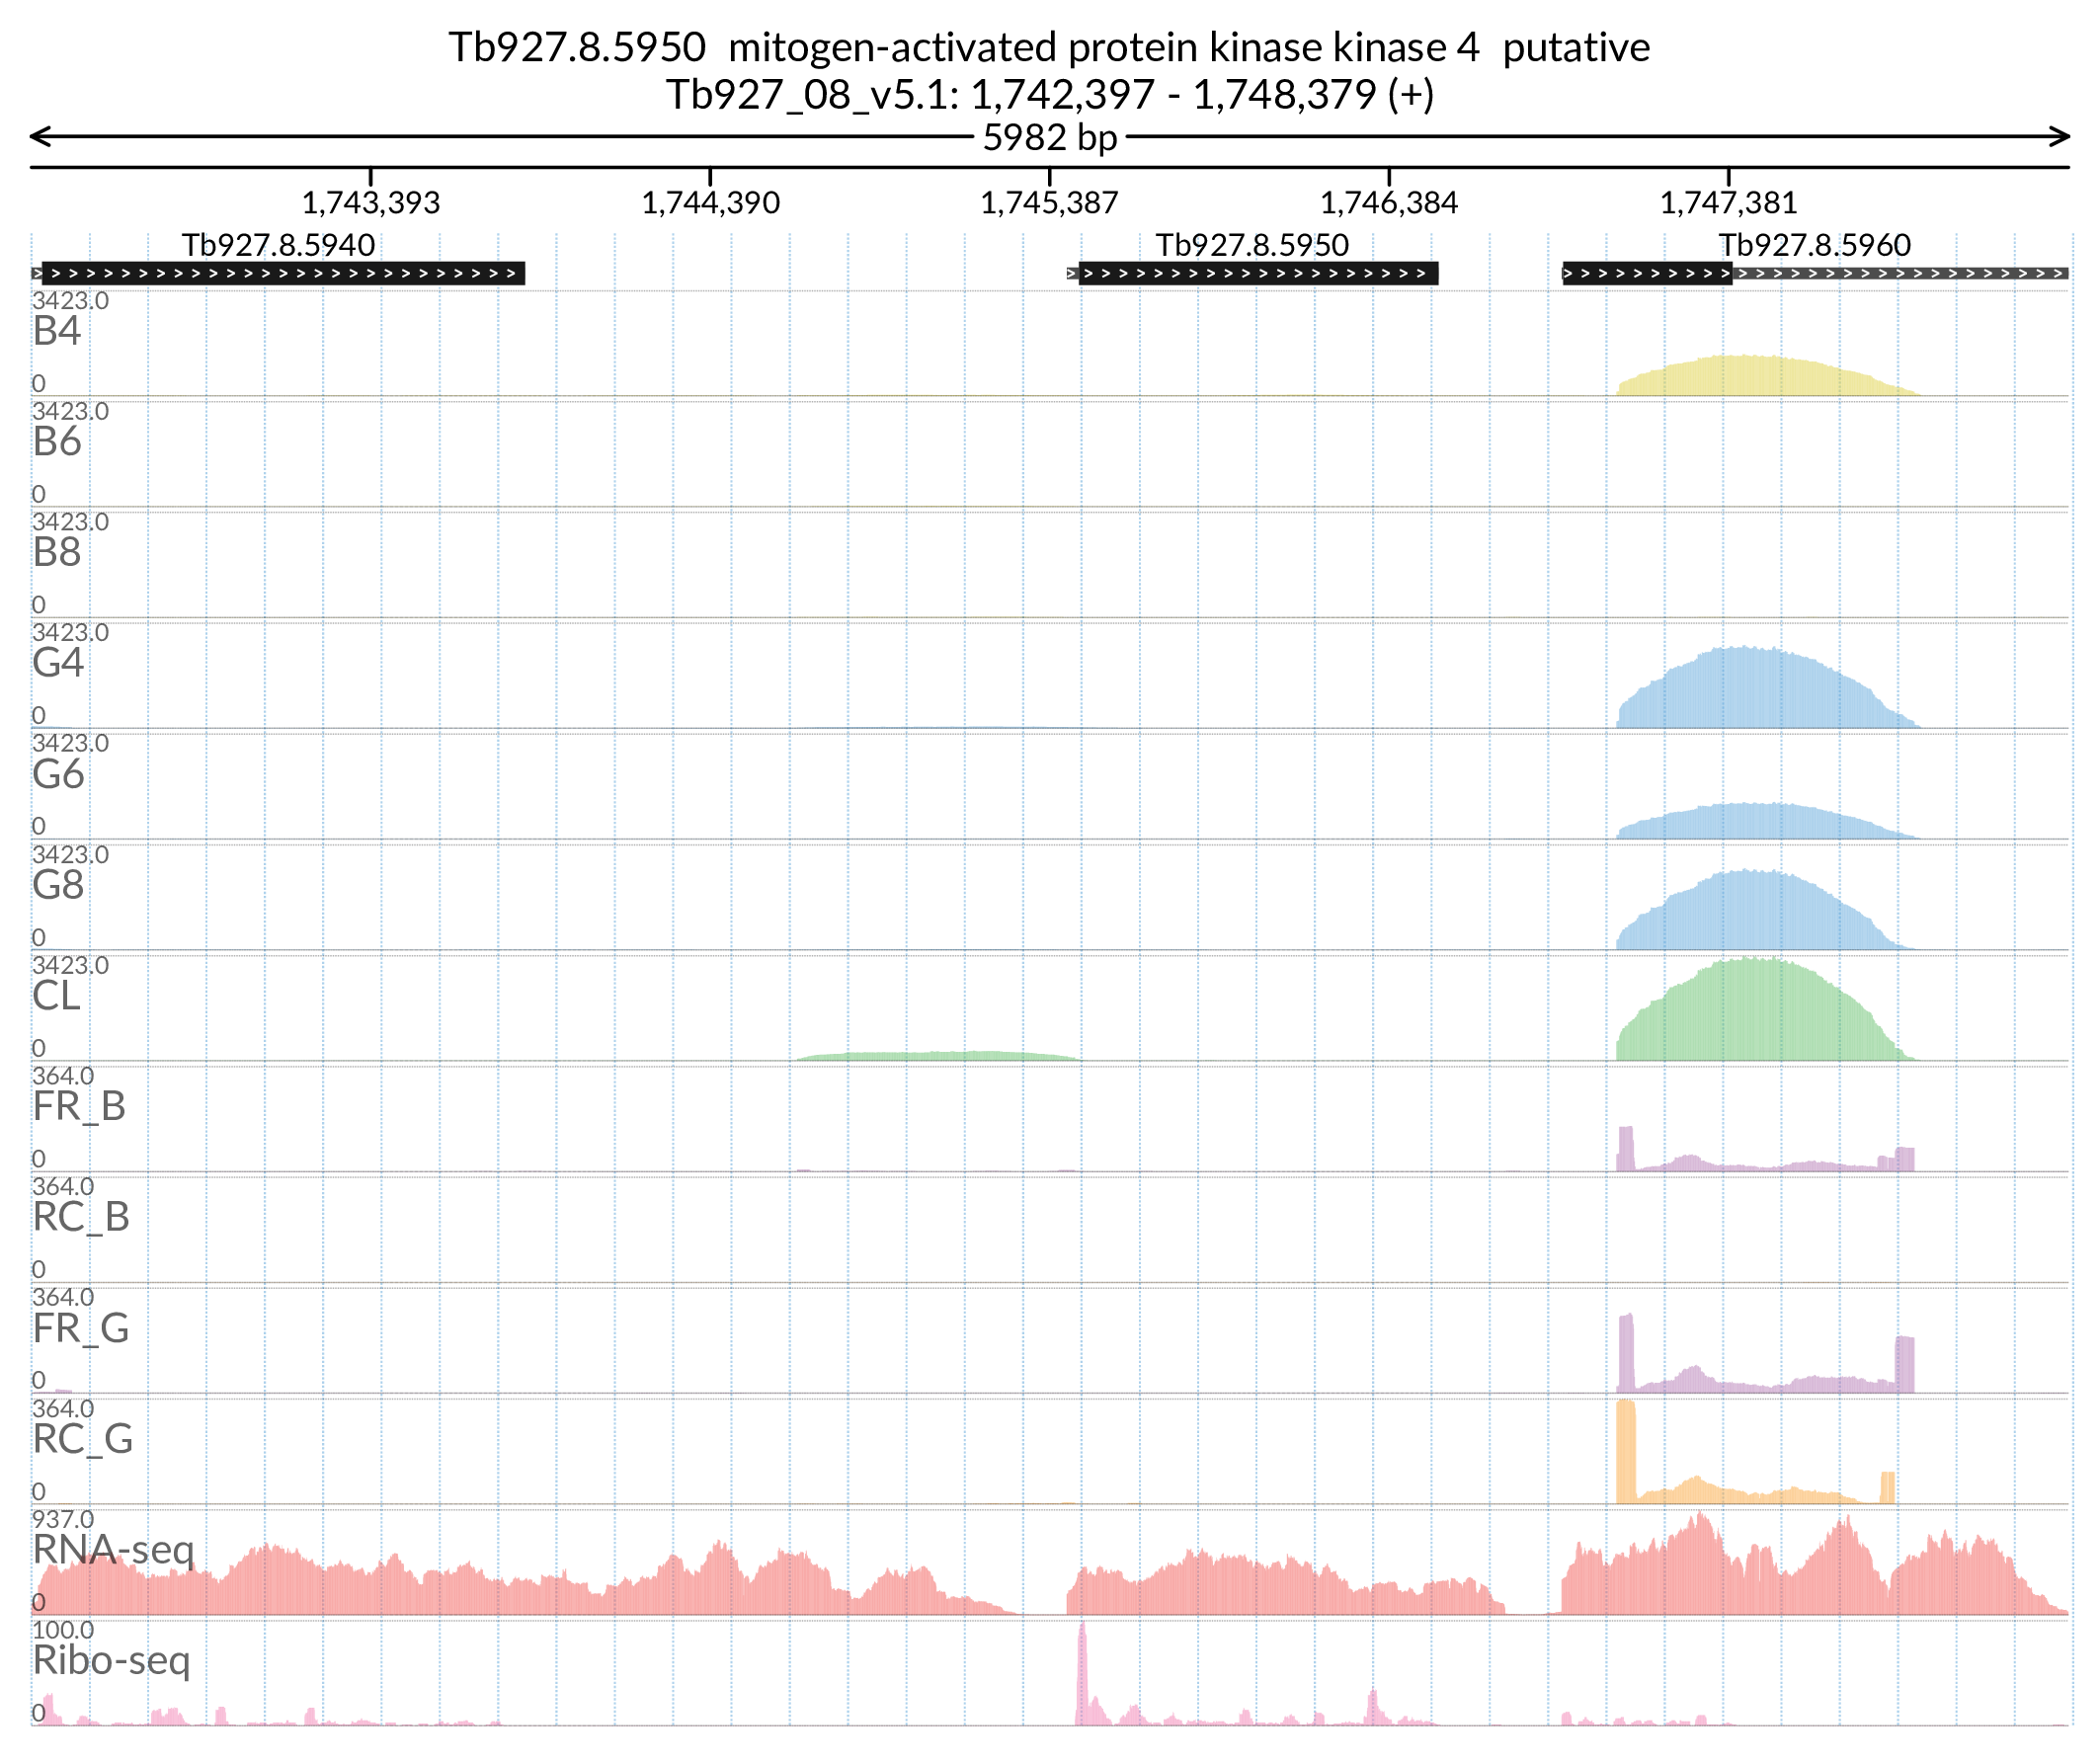 Tb927.8.5950  mitogen-activated protein kinase kinase 4  putative
Tb927_08_v5.1: 1,742,397 - 1,748,379 (+)
5982 bp
1,743,393 1,744,390 1,745,387 1,746,384 1,747,381
Tb927.8.5940 Tb927.8.5950 Tb927.8.5960
3423.0
B4
0
3423.0
B6
0
3423.0
B8
0
3423.0
G4
0
3423.0
G6
0
3423.0
G8
0
3423.0
CL
0
364.0
FR_B
0
364.0
RC_B
0
364.0
FR_G
0
364.0
RC_G
0
937.0
RNA-seq
0
100.0
Ribo-seq
0